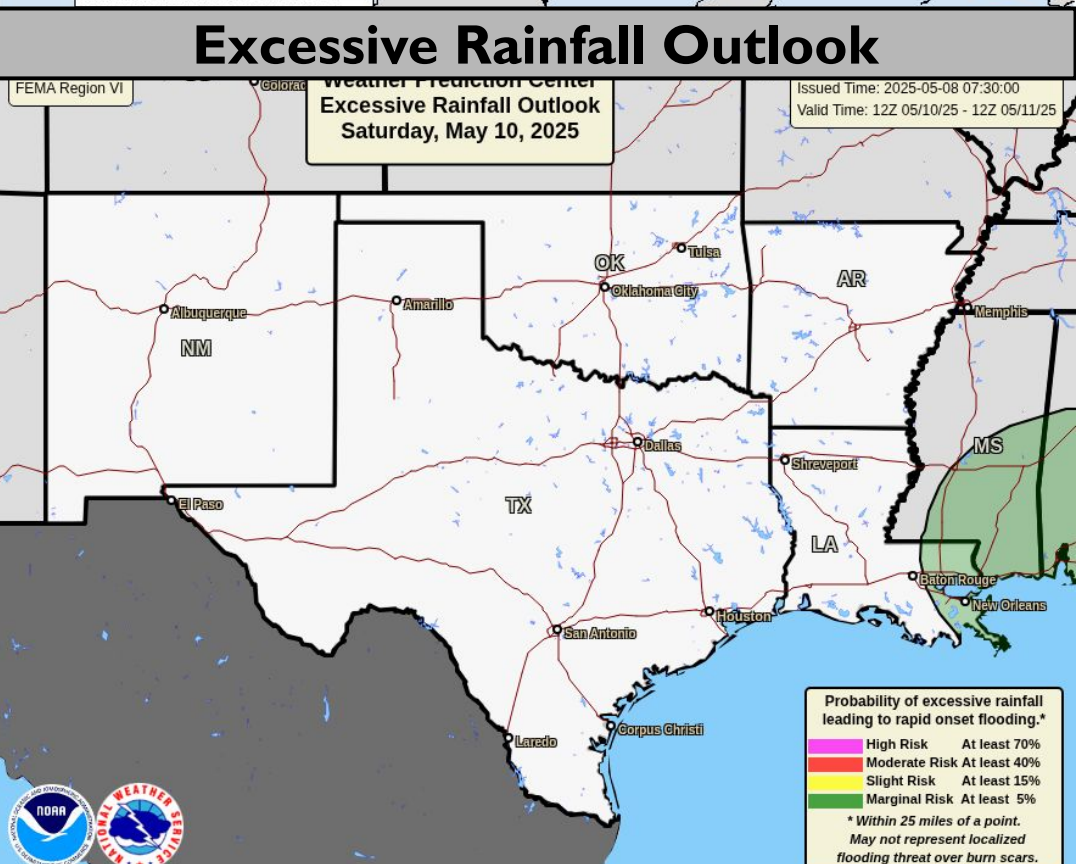 Excessive Rainfall Outlook
FEMA Region VI
Weather Prediction Center
Excessive Rainfall Outlook
Saturday, May 10, 2025
Issued Time: 2025-05-08 07:30:00
Valid Time: 12Z 05/10/25 - 12Z 05/11/25
Tulsa
OK
Oklahoma City
AR
Amarillo
Albuquerque
Memphis
NM
Dallas
MS
Shreveport
El Paso
TX
LA
Baton Rouge
New Orleans
Houston
San Antonio
Corpus Christi
Laredo
Probability of excessive rainfall
leading to rapid onset flooding.*
High Risk At least 70%
Moderate Risk At least 40%
Slight Risk At least 15%
Marginal Risk At least 5%
* Within 25 miles of a point.
May not represent localized
flooding threat over burn scars.
NOAA
NATIONAL WEATHER SERVICE